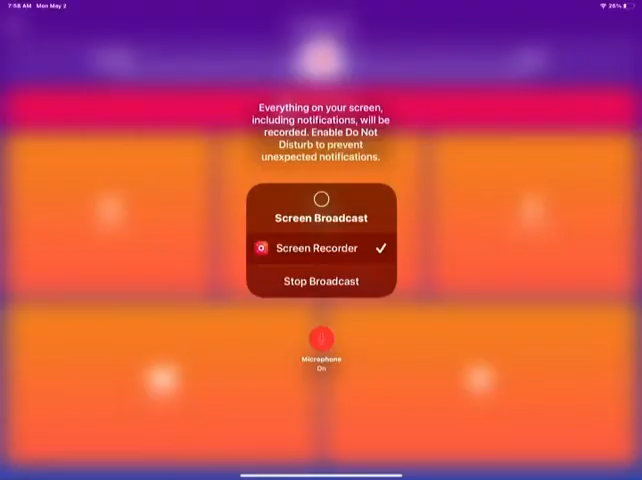 7:58 AM Mon May 2
26%
Everything on your screen,
including notifications, will be
recorded. Enable Do Not
Disturb to prevent
unexpected notifications.
Screen Broadcast
Screen Recorder
Stop Broadcast
Microphone
On